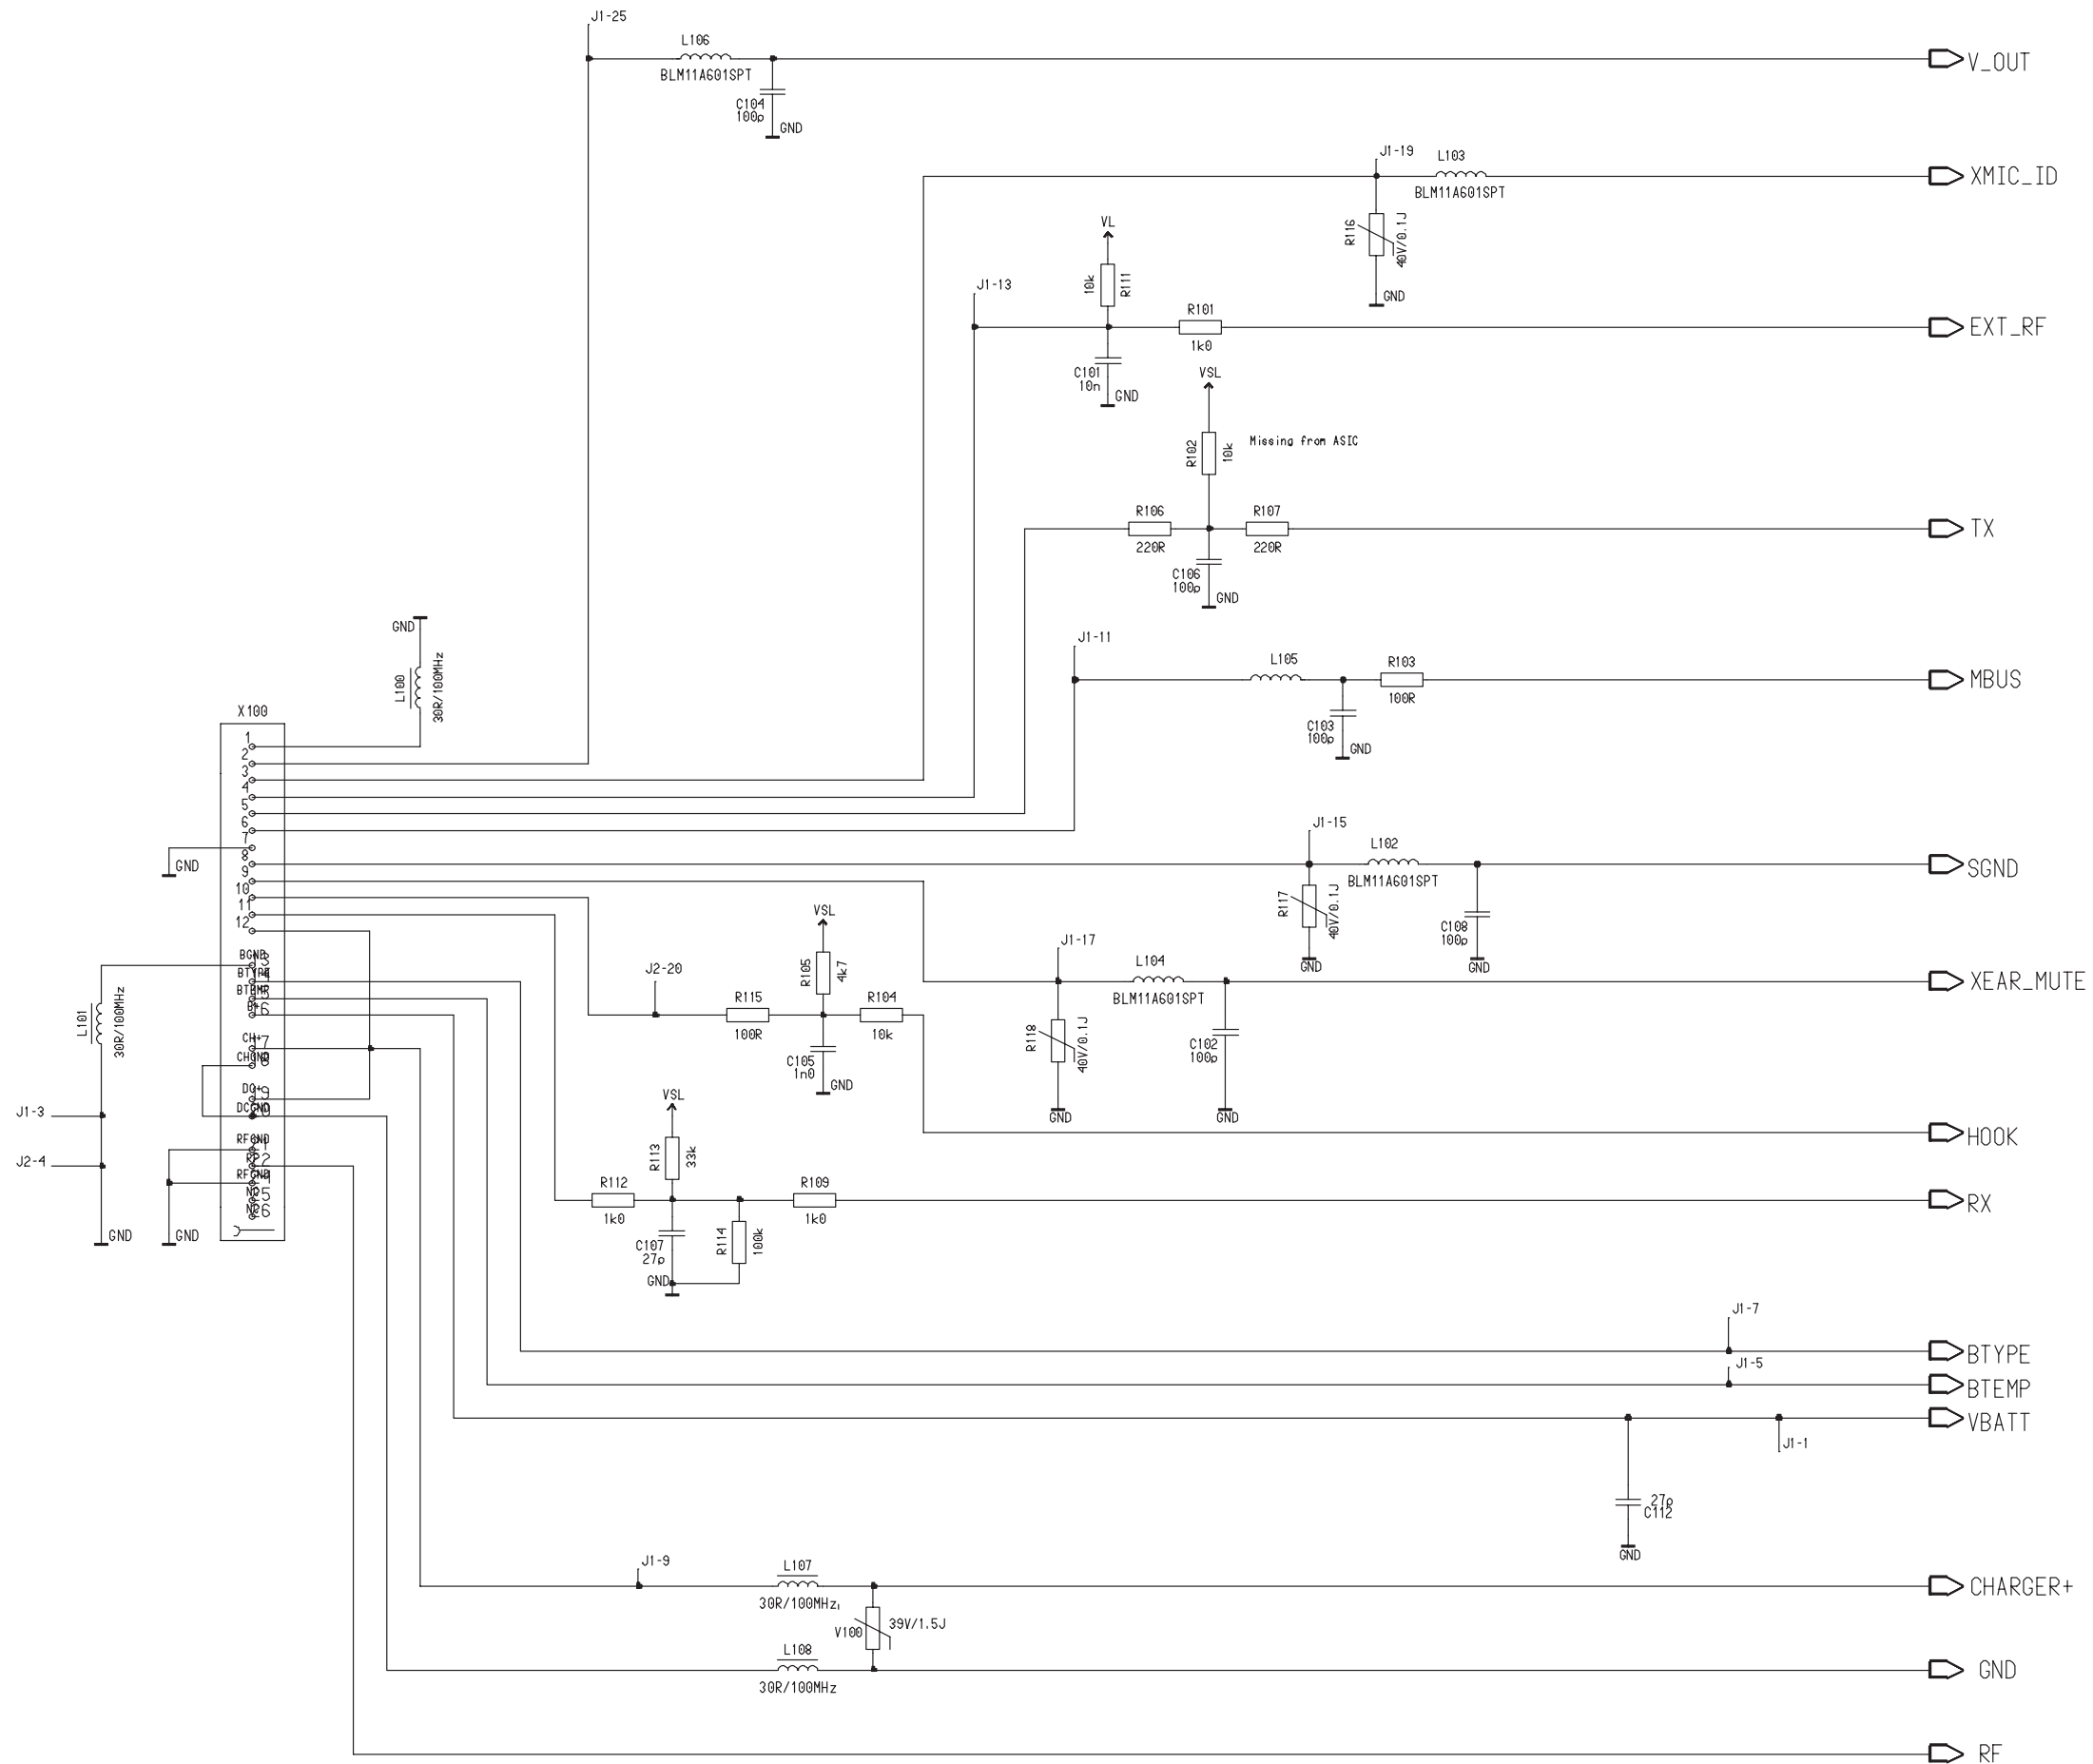 J1-25
L106
BLM11A601SPT
V_OUT
C104
100p
GND
J1-19
L103
BLM11A601SPT
XMIC_ID
R116
40V/0.1J
GND
VL
10k
R111
J1-13
R101
1k0
EXT_RF
C101
10n
GND
VSL
R102
10k
Missing from ASIC
R106
220R
R107
220R
TX
C106
100p
GND
J1-11
L105
R103
100R
MBUS
C103
100p
GND
GND
L100
30R/100MHz
X100
1
2
3
4
5
6
7
8
9
10
11
12
GND
J1-15
L102
BLM11A601SPT
SGND
R117
40V/0.1J
GND
C108
100p
GND
BGND
BTYPE
BTEMP
B+
CH+
CHGND
DC+
DCGND
RFGND
RF
RFGND
NC
NC
L101
30R/100MHz
J1-3
J2-4
GND
GND
J1-17
L104
BLM11A601SPT
XEAR_MUTE
R118
40V/0.1J
GND
C102
100p
GND
VSL
R105
4k7
J2-20
R115
100R
R104
10k
C105
1n0
GND
HOOK
VSL
R113
33k
R112
1k0
R109
1k0
RX
C107
27p
R114
100k
GND
J1-7
BTYPE
J1-5
BTEMP
VBATT
J1-1
27p
C112
GND
J1-9
L107
30R/100MHz
CHARGER+
V100
39V/1.5J
L108
30R/100MHz
GND
RF